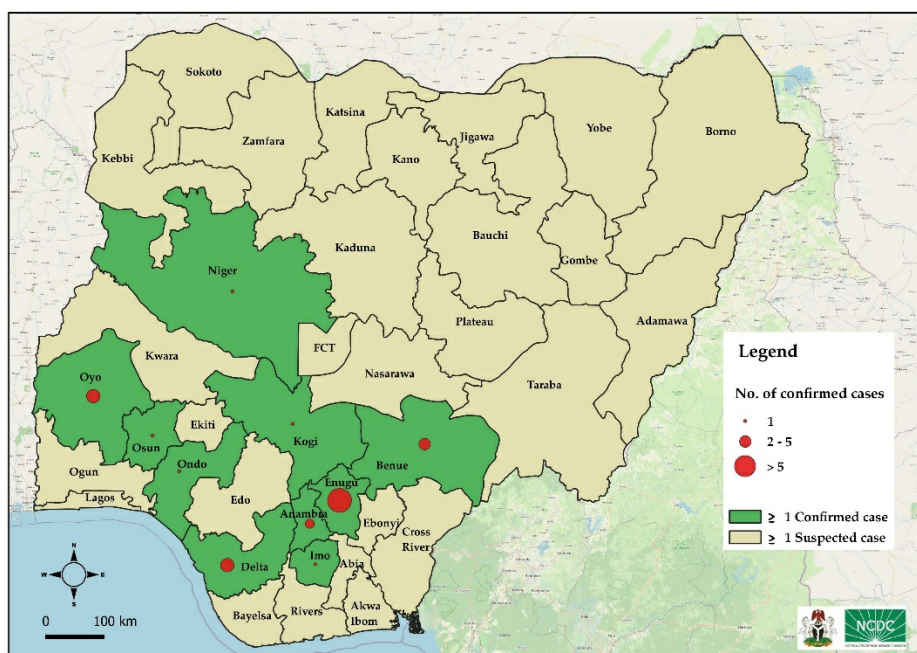 Sokoto
Katsina
Yobe
Borno
Jigawa
Kebbi
Zamfara
Kano
Kaduna
Bauchi
Gombe
Niger
Adamawa
Plateau
FCT
Kwara
Nasarawa
Taraba
Oyo
Ekiti
Osun
Kogi
Benue
Ogun
Ondo
Enugu
Lagos
Edo
Anambra
Ebonyi
Cross
River
Imo
Abia
Delta
Bayelsa
Rivers
Akwa
Ibom
Legend
No. of confirmed cases
1
2 - 5
> 5
≥ 1 Confirmed case
≥ 1 Suspected case
N
W
E
S
0
100 km
NCDC